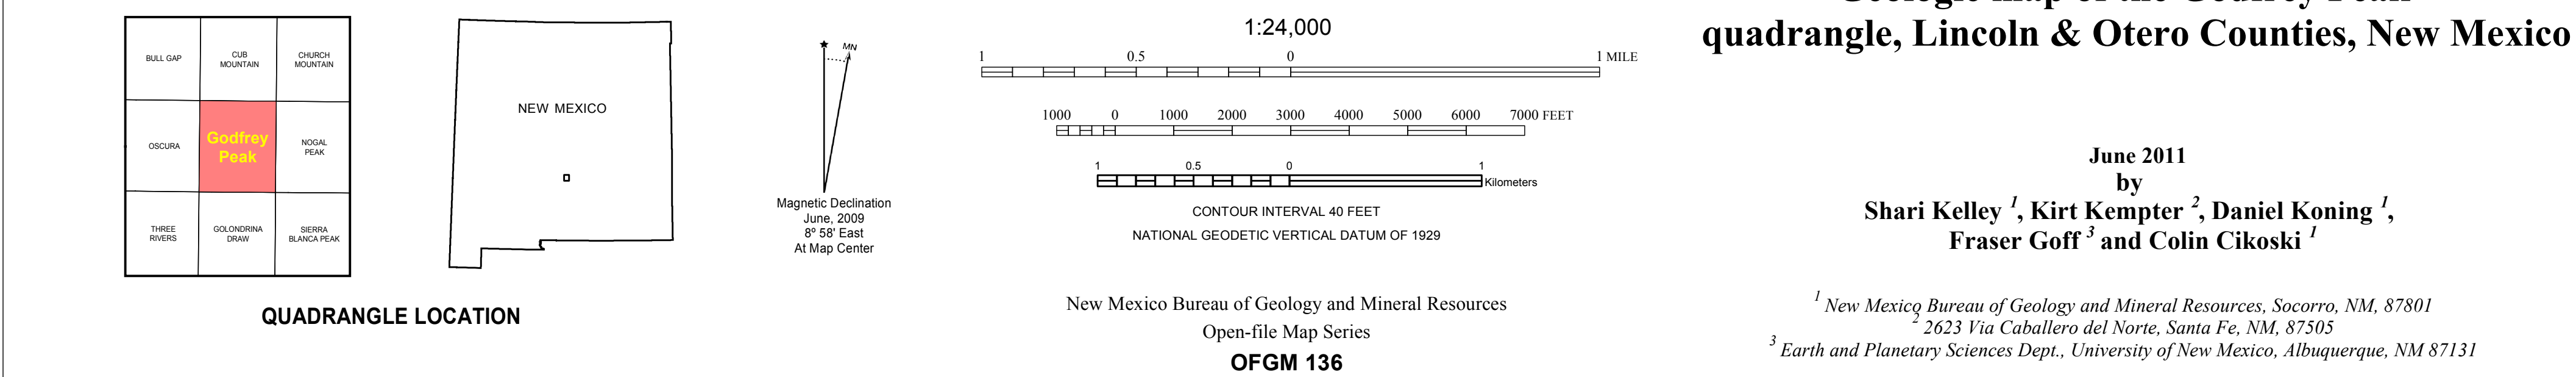 BULL GAP
CUB
MOUNTAIN
CHURCH
MOUNTAIN
OSCURA
Godfrey
Peak
NOGAL
PEAK
THREE
RIVERS
GOLONDRINA
DRAW
SIERRA
BLANCA PEAK
QUADRANGLE LOCATION
NEW MEXICO
MN
Magnetic Declination
June, 2009
8º 58' East
At Map Center
1:24,000
1 0.5 0 1 MILE
1000 0 1000 2000 3000 4000 5000 6000 7000 FEET
1 0.5 0 1
Kilometers
CONTOUR INTERVAL 40 FEET
NATIONAL GEODETIC VERTICAL DATUM OF 1929
New Mexico Bureau of Geology and Mineral Resources
Open-file Map Series
OFGM 136
Geologic map of the Godfrey Peak
quadrangle, Lincoln & Otero Counties, New Mexico
June 2011
by
Shari Kelley 1, Kirt Kempter 2, Daniel Koning 1,
Fraser Goff 3 and Colin Cikoski 1
1 New Mexico Bureau of Geology and Mineral Resources, Socorro, NM, 87801
2 2623 Via Caballero del Norte, Santa Fe, NM, 87505
3 Earth and Planetary Sciences Dept., University of New Mexico, Albuquerque, NM 87131